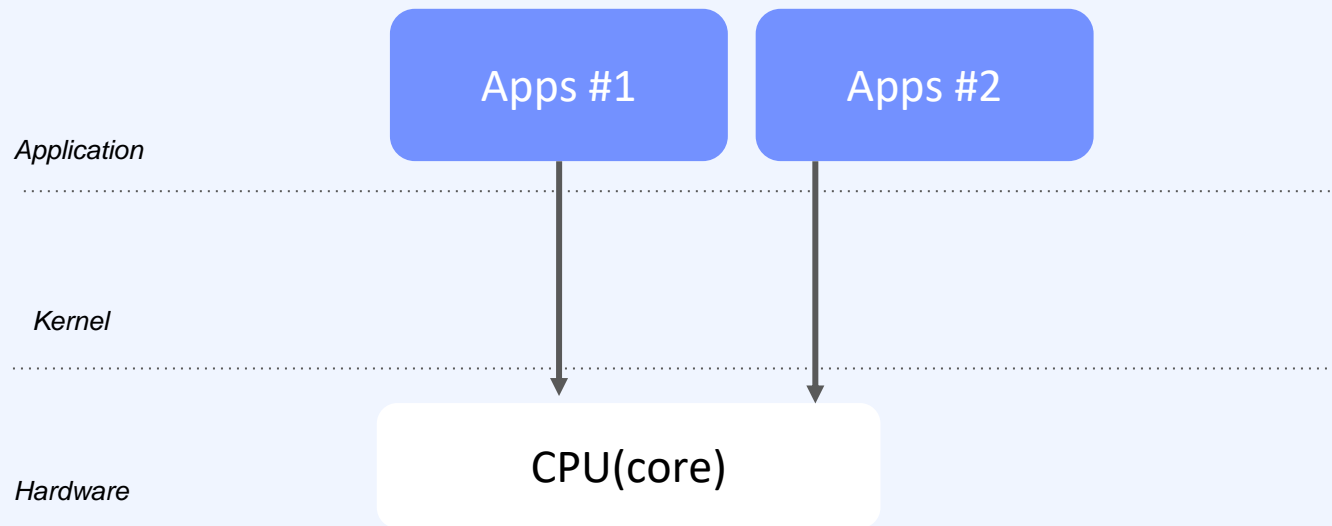 Apps #1
Apps #2
Application
Kernel
CPU(core)
Hardware